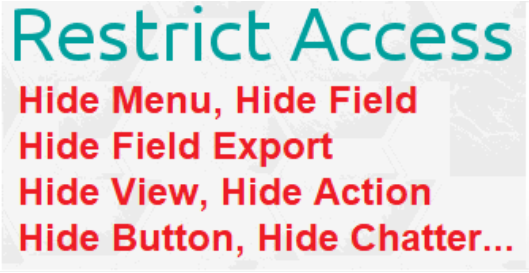 Restrict Access
Hide Menu, Hide Field
Hide Field Export
Hide View, Hide Action
Hide Button, Hide Chatter...